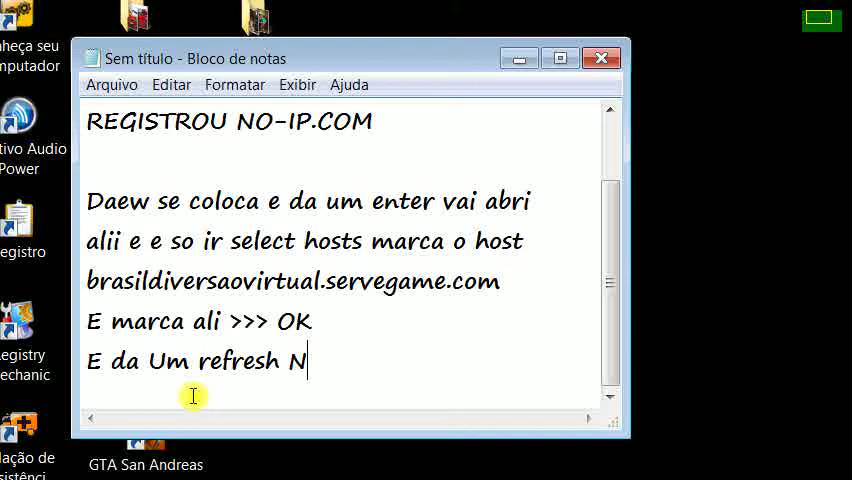 nheça seu
mputador
Sem título - Bloco de notas
Arquivo Editar Formatar Exibir Ajuda
REGISTROU NO-IP.COM
Daew se coloca e da um enter vai abri
alii e e so ir select hosts marca o host
brasildiversaovirtual.servegame.com
E marca ali >>> OK
E da Um refresh N
tivo Audio
Power
egistro
Registry
echanic
lação de
sistênci
GTA San Andreas